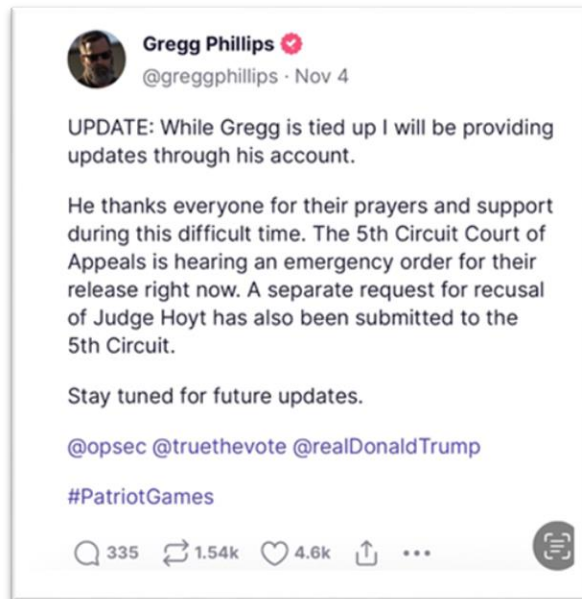 Gregg Phillips
@greggphillips · Nov 4
UPDATE: While Gregg is tied up I will be providing
updates through his account.
He thanks everyone for their prayers and support
during this difficult time. The 5th Circuit Court of
Appeals is hearing an emergency order for their
release right now. A separate request for recusal
of Judge Hoyt has also been submitted to the
5th Circuit.
Stay tuned for future updates.
@opsec @truethevote @realDonaldTrump
#PatriotGames
335 1.54k 4.6k